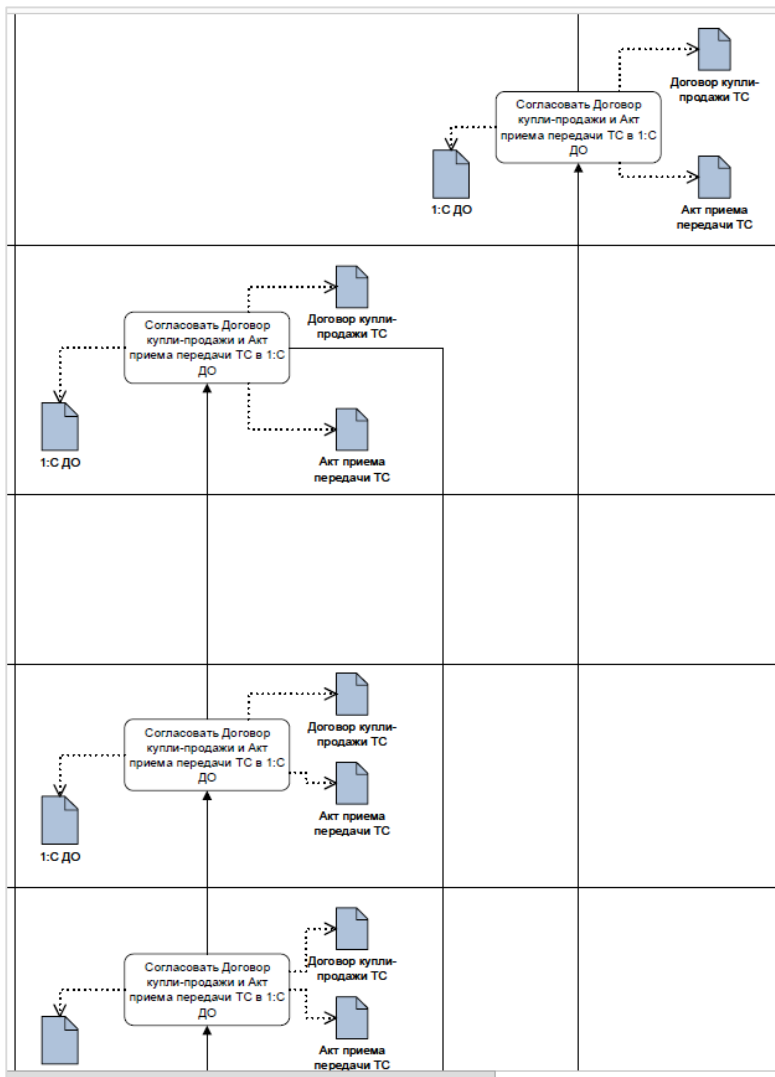 Договор купли-
продажи ТС
Согласовать Договор
купли-продажи и Акт
приема передачи ТС в 1:С
ДО
1:С ДО
Акт приема
передачи ТС
Договор купли-
продажи ТС
Согласовать Договор
купли-продажи и Акт
приема передачи ТС в 1:С
ДО
1:С ДО
Акт приема
передачи ТС
Договор купли-
продажи ТС
Согласовать Договор
купли-продажи и Акт
приема передачи ТС в 1:С
ДО
Акт приема
передачи ТС
1:С ДО
Договор купли-
продажи ТС
Согласовать Договор
купли-продажи и Акт
приема передачи ТС в 1:С
ДО
Акт приема
передачи ТС